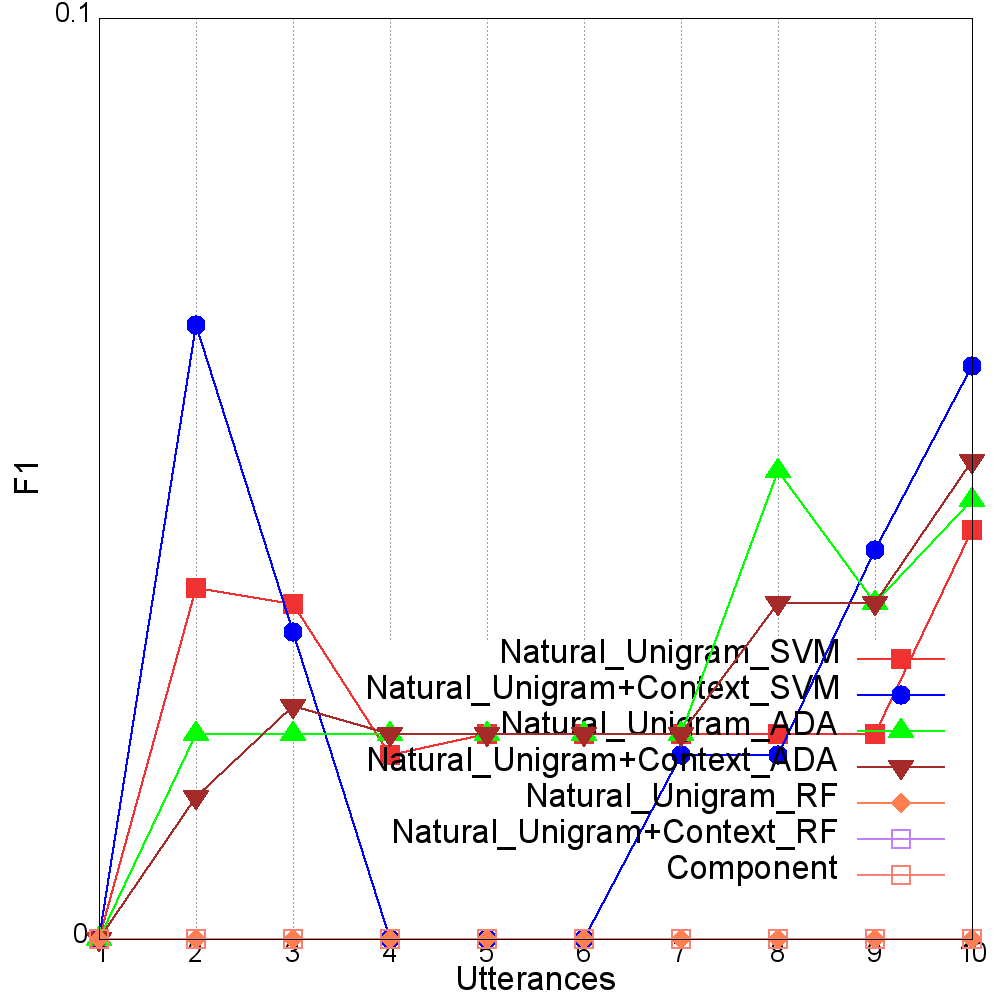 0.1
F1
Natural_Unigram_SVM
Natural_Unigram+Context_SVM
Natural_Unigram_ADA
Natural_Unigram+Context_ADA
Natural_Unigram_RF
Natural_Unigram+Context_RF
Component
0
1 2 3 4 5 6 7 8 9 10
Utterances